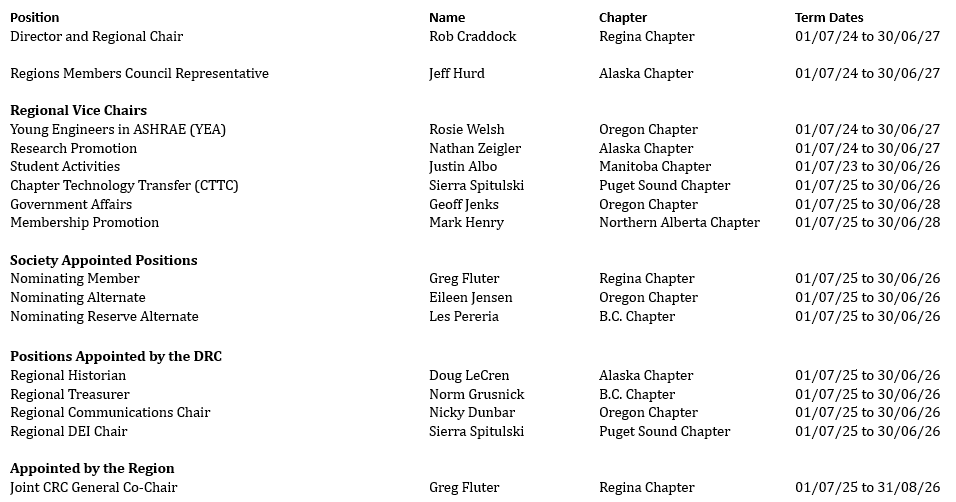 Position Name Chapter Term Dates
Director and Regional Chair Rob Craddock Regina Chapter 01/07/24 to 30/06/27
Regions Members Council Representative Jeff Hurd Alaska Chapter 01/07/24 to 30/06/27
Regional Vice Chairs
Young Engineers in ASHRAE (YEA) Rosie Welsh Oregon Chapter 01/07/24 to 30/06/27
Research Promotion Nathan Zeigler Alaska Chapter 01/07/24 to 30/06/27
Student Activities Justin Albo Manitoba Chapter 01/07/23 to 30/06/26
Chapter Technology Transfer (CTTC) Sierra Spitulski Puget Sound Chapter 01/07/25 to 30/06/26
Government Affairs Geoff Jenks Oregon Chapter 01/07/25 to 30/06/28
Membership Promotion Mark Henry Northern Alberta Chapter 01/07/25 to 30/06/28
Society Appointed Positions
Nominating Member Greg Fluter Regina Chapter 01/07/25 to 30/06/26
Nominating Alternate Eileen Jensen Oregon Chapter 01/07/25 to 30/06/26
Nominating Reserve Alternate Les Pereria B.C. Chapter 01/07/25 to 30/06/26
Positions Appointed by the DRC
Regional Historian Doug LeCren Alaska Chapter 01/07/25 to 30/06/26
Regional Treasurer Norm Grusnick B.C. Chapter 01/07/25 to 30/06/26
Regional Communications Chair Nicky Dunbar Oregon Chapter 01/07/25 to 30/06/26
Regional DEI Chair Sierra Spitulski Puget Sound Chapter 01/07/25 to 30/06/26
Appointed by the Region
Joint CRC General Co-Chair Greg Fluter Regina Chapter 01/07/25 to 31/08/26